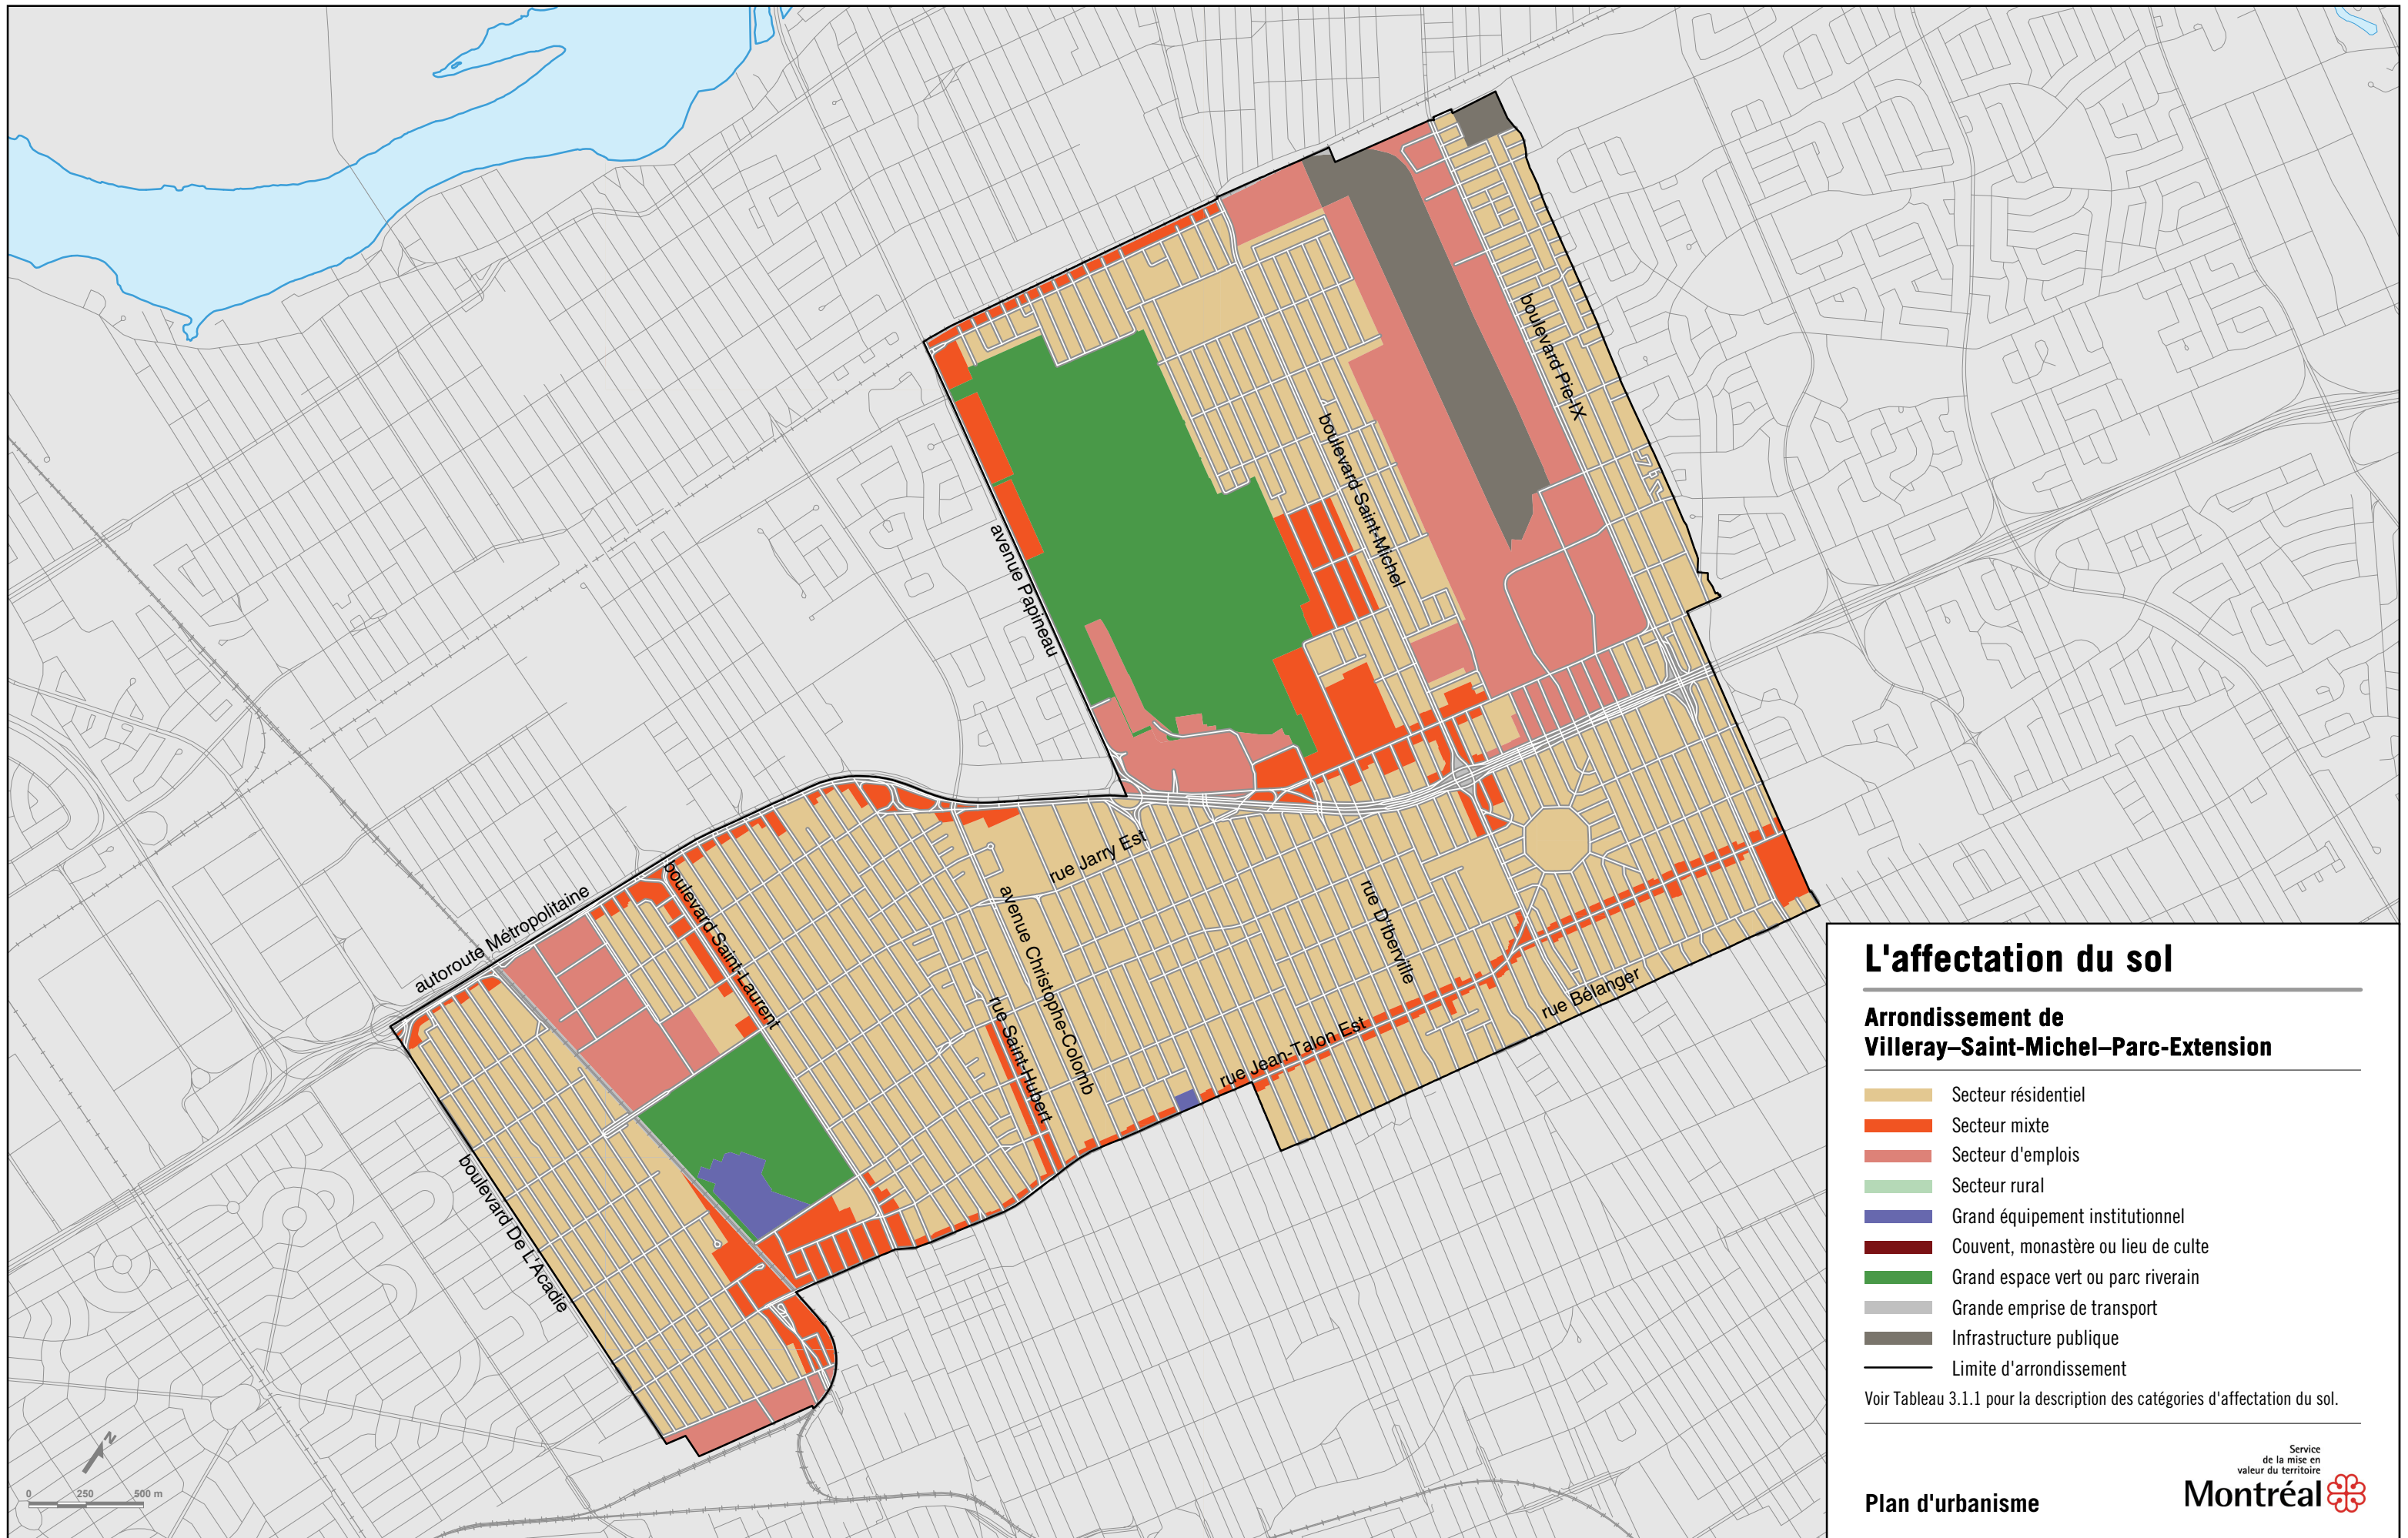 boulevard Pie-IX
boulevard Saint-Michel
avenue Papineau
rue Jarry Est
autoroute Métropolitaine
boulevard Saint-Laurent
avenue Christophe-Colomb
rue D'Iberville
rue Saint-Hubert
rue Jean-Talon Est
rue Bélanger
boulevard De L'Acadie
N
0 250 500 m
L'affectation du sol
Arrondissement de
Villeray–Saint-Michel–Parc-Extension
Secteur résidentiel
Secteur mixte
Secteur d'emplois
Secteur rural
Grand équipement institutionnel
Couvent, monastère ou lieu de culte
Grand espace vert ou parc riverain
Grande emprise de transport
Infrastructure publique
Limite d'arrondissement
Voir Tableau 3.1.1 pour la description des catégories d'affectation du sol.
Service
de la mise en
valeur du territoire
Montréal
Plan d'urbanisme